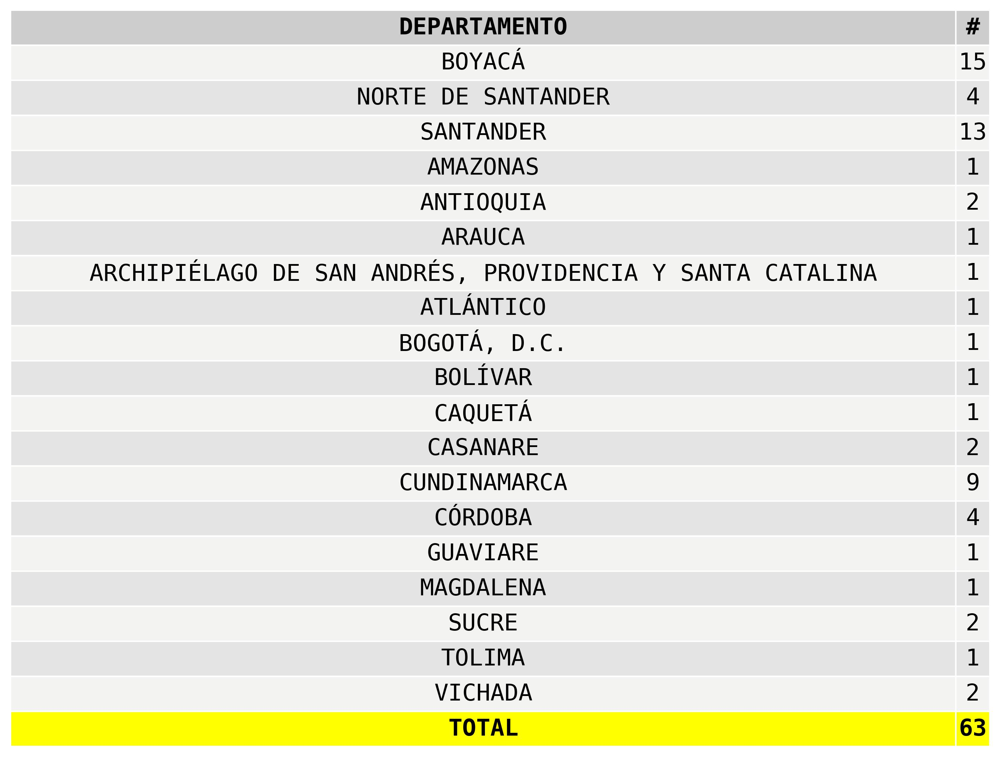 DEPARTAMENTO #
BOYACÁ 15
NORTE DE SANTANDER 4
SANTANDER 13
AMAZONAS 1
ANTIOQUIA 2
ARAUCA 1
ARCHIPIÉLAGO DE SAN ANDRÉS, PROVIDENCIA Y SANTA CATALINA 1
ATLÁNTICO 1
BOGOTÁ, D.C. 1
BOLÍVAR 1
CAQUETÁ 1
CASANARE 2
CUNDINAMARCA 9
CÓRDOBA 4
GUAVIARE 1
MAGDALENA 1
SUCRE 2
TOLIMA 1
VICHADA 2
TOTAL 63